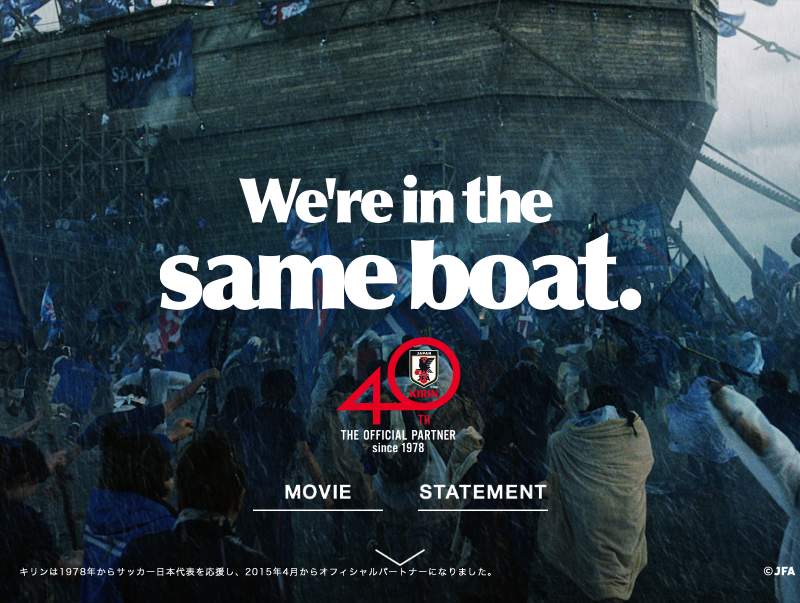 SAMURAI
We're in the
same boat.
JAPAN
JFA
KIRIN
40
TH
THE OFFICIAL PARTNER
since 1978
MOVIE
STATEMENT
キリンは1978年からサッカー日本代表を応援し、2015年4月からオフィシャルパートナーになりました。
©JFA